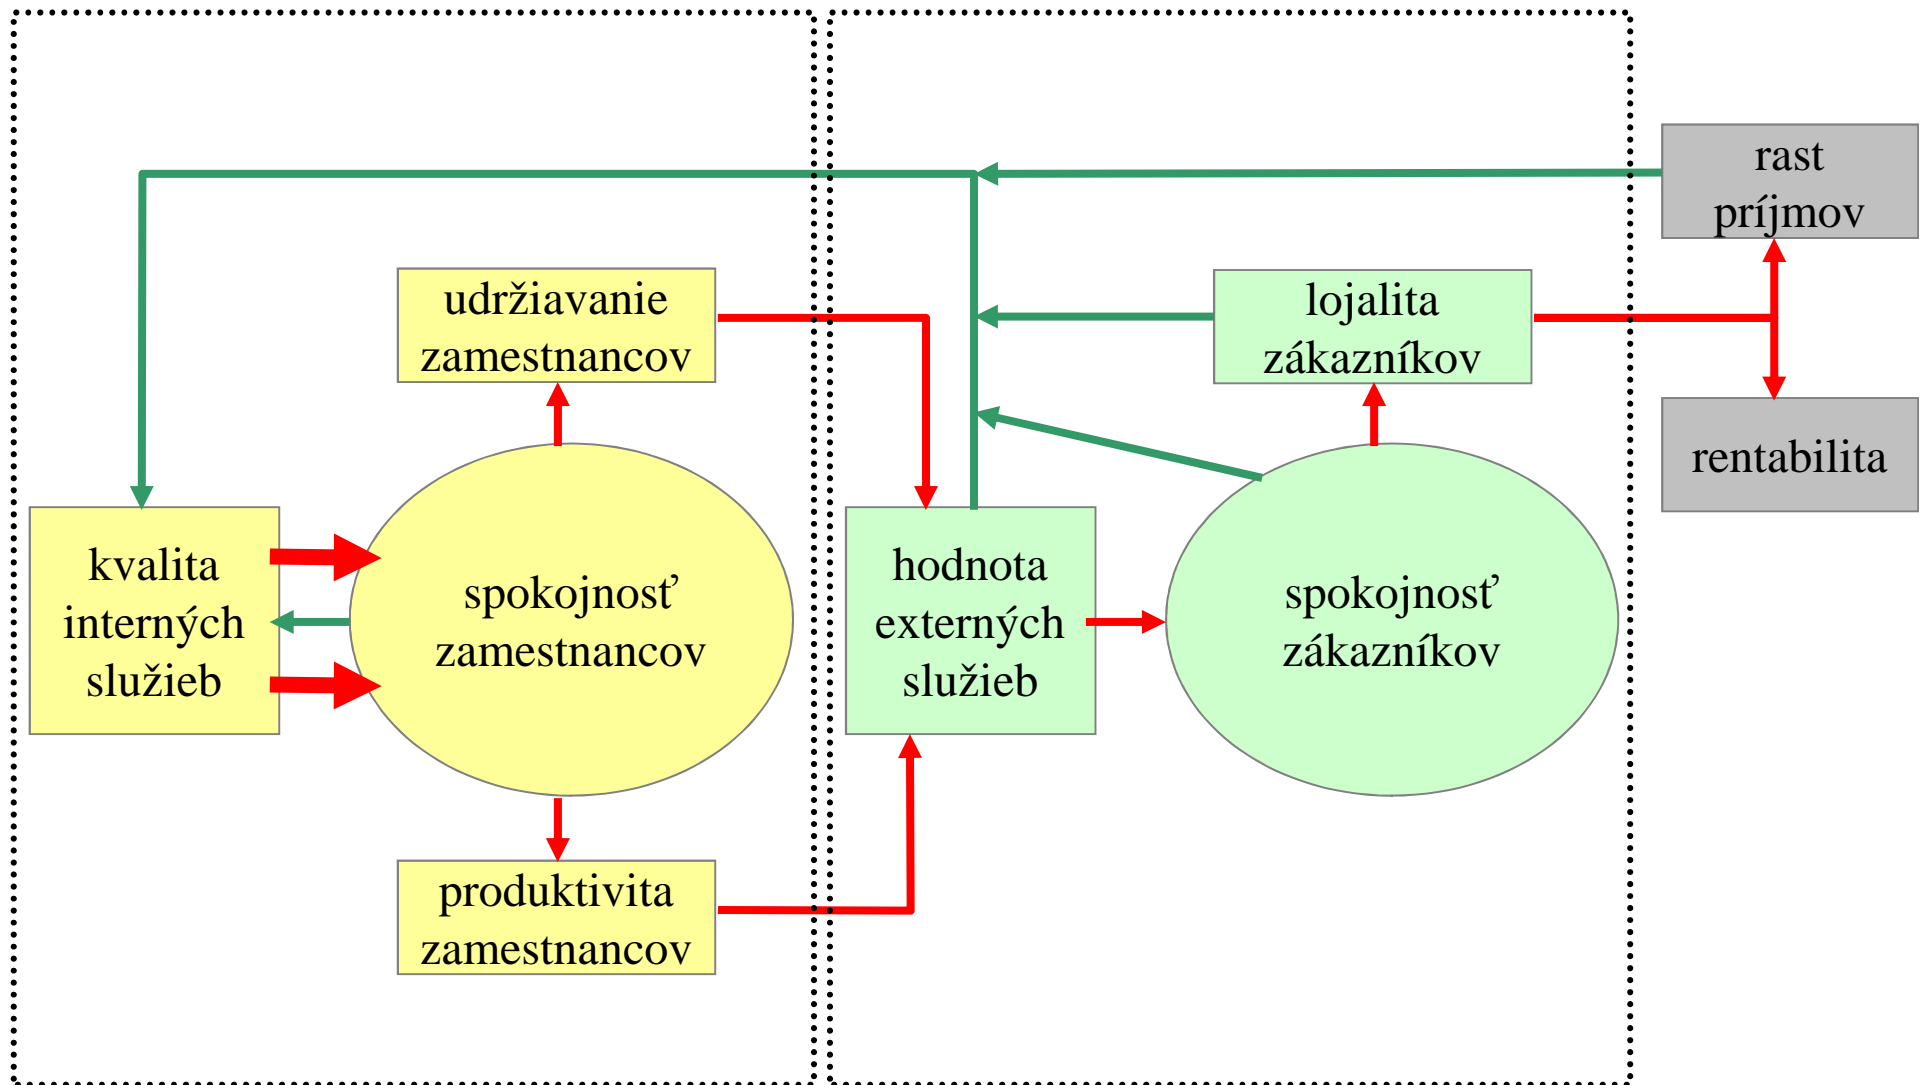 rast
príjmov
udržiavanie
zamestnancov
lojalita
zákazníkov
rentabilita
kvalita
interných
služieb
spokojnosť
zamestnancov
hodnota
externých
služieb
spokojnosť
zákazníkov
produktivita
zamestnancov